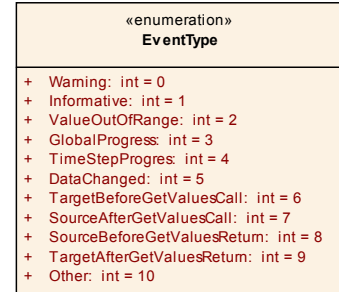 «enumeration»
EventType
+ Warning: int = 0
+ Informative: int = 1
+ ValueOutOfRange: int = 2
+ GlobalProgress: int = 3
+ TimeStepProgres: int = 4
+ DataChanged: int = 5
+ TargetBeforeGetValuesCall: int = 6
+ SourceAfterGetValuesCall: int = 7
+ SourceBeforeGetValuesReturn: int = 8
+ TargetAfterGetValuesReturn: int = 9
+ Other: int = 10